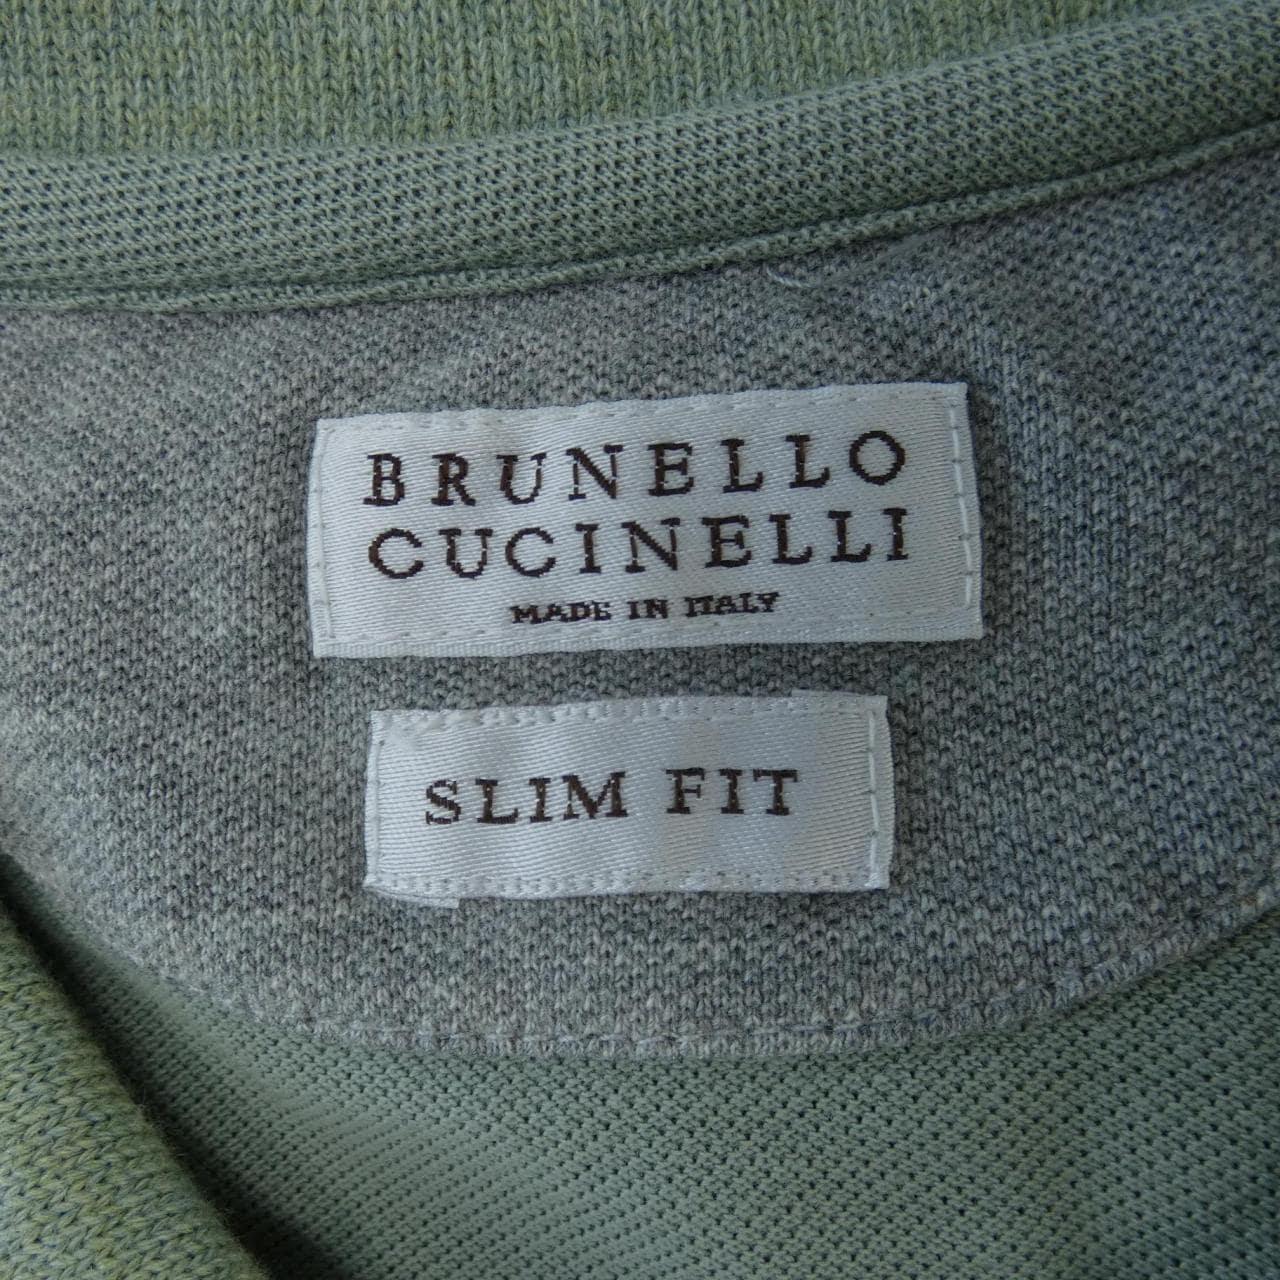 BRUNELLO
CUCINELLI
MADE IN ITALY
SLIM FIT